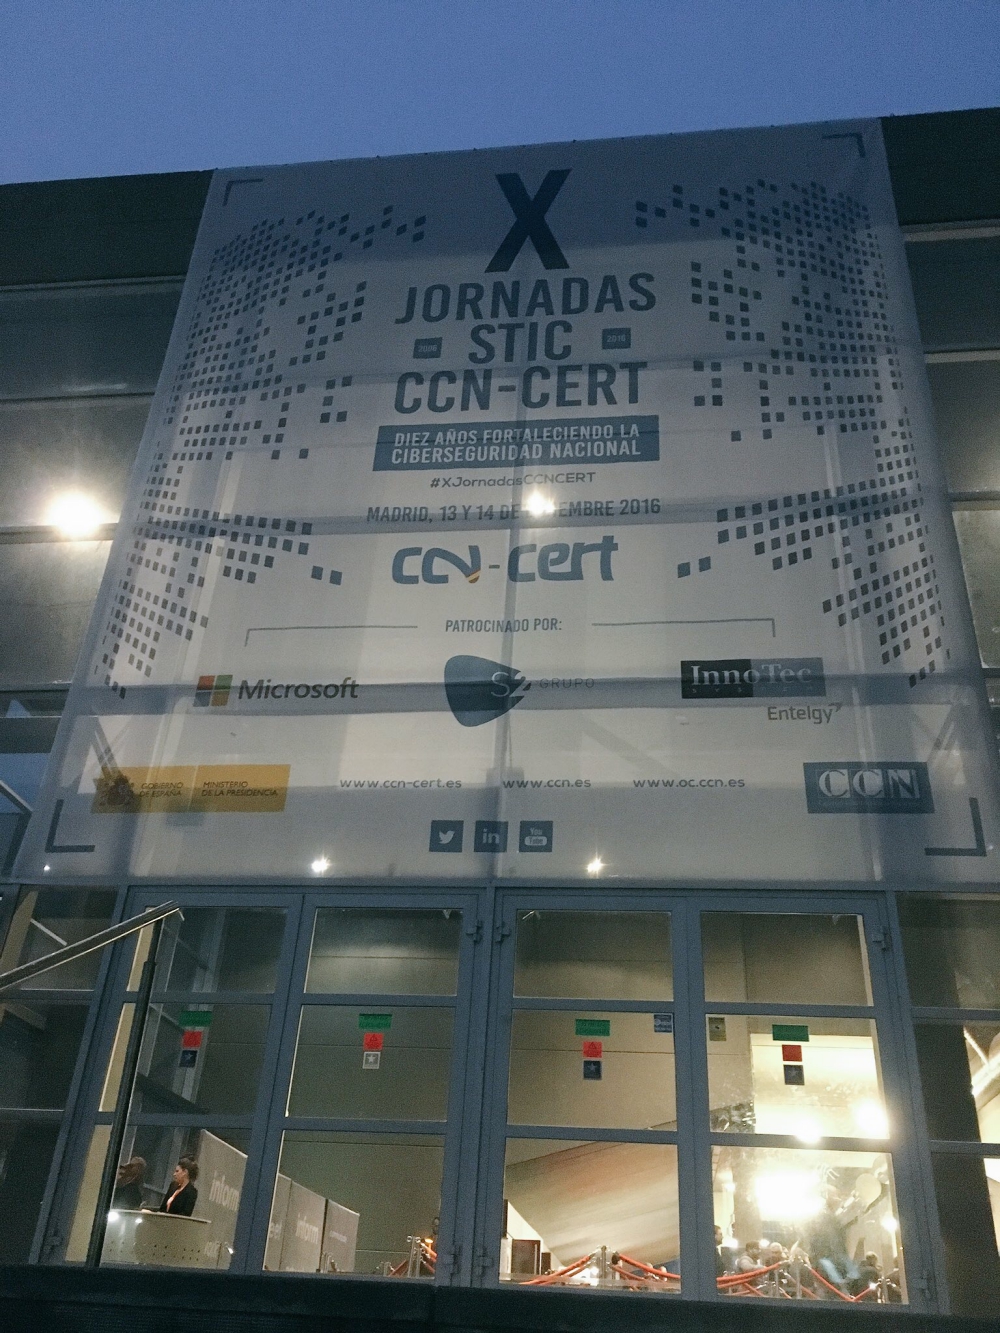 X
JORNADAS
2006 STIC 2016
CCN-CERT
DIEZ AÑOS FORTALECIENDO LA
CIBERSEGURIDAD NACIONAL
#XJornadasCCNCERT
MADRID, 13 Y 14 DE EMBRE 2016
ccn-cert
PATROCINADO POR:
Microsoft
S2 GRUPO
InnoTec
Entelgy
GOBIERNO DE ESPAÑA
MINISTERIO DE LA PRESIDENCIA
www.ccn-cert.es www.ccn.es www.oc.ccn.es
CCN
in
You
Tube
inform
inform